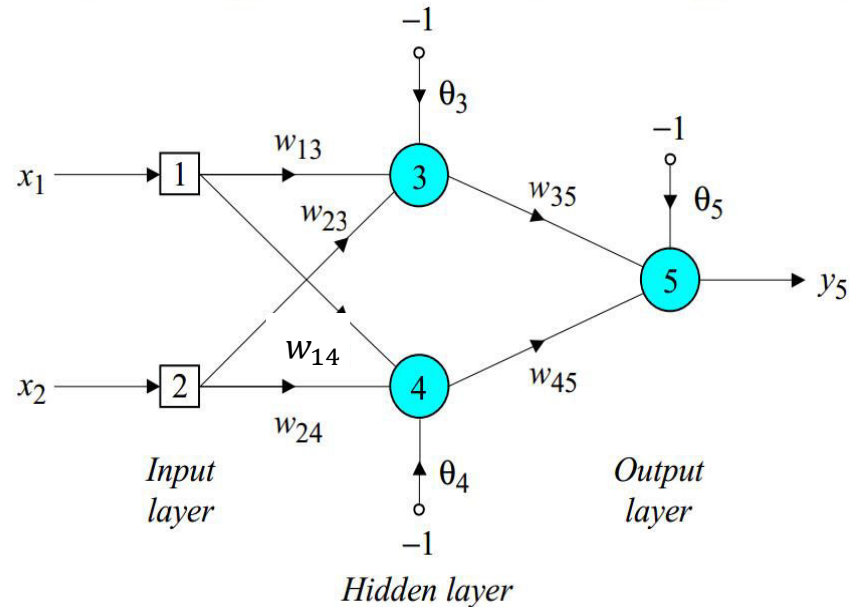 −1
θ3
−1
w13
x1
1
3
w35
θ5
w23
5
y5
w14
x2
2
4
w45
w24
Input
layer
θ4
Output
layer
−1
Hidden layer